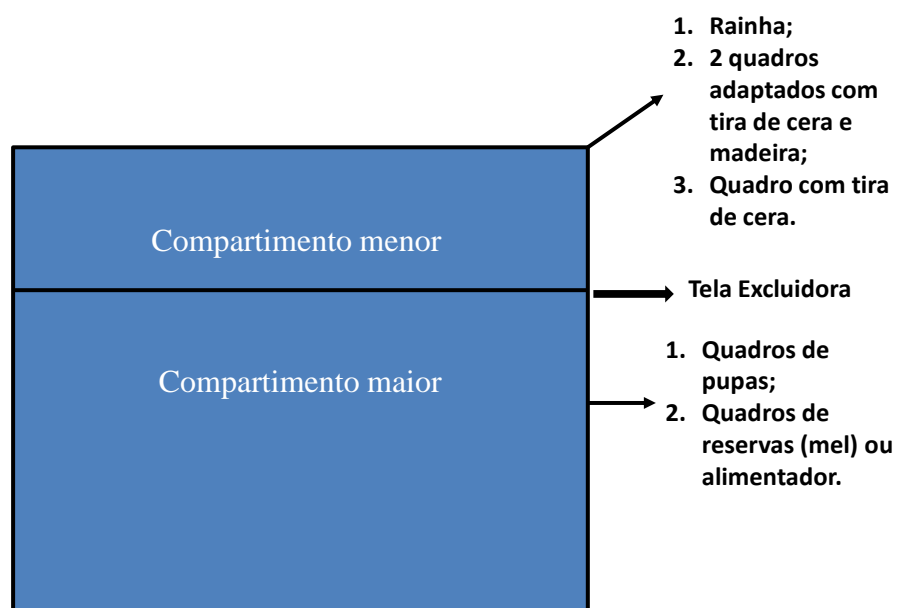 1. Rainha;
2. 2 quadros
adaptados com
tira de cera e
madeira;
3. Quadro com tira
de cera.
Compartimento menor
Tela Excluidora
Compartimento maior
1. Quadros de
pupas;
2. Quadros de
reservas (mel) ou
alimentador.